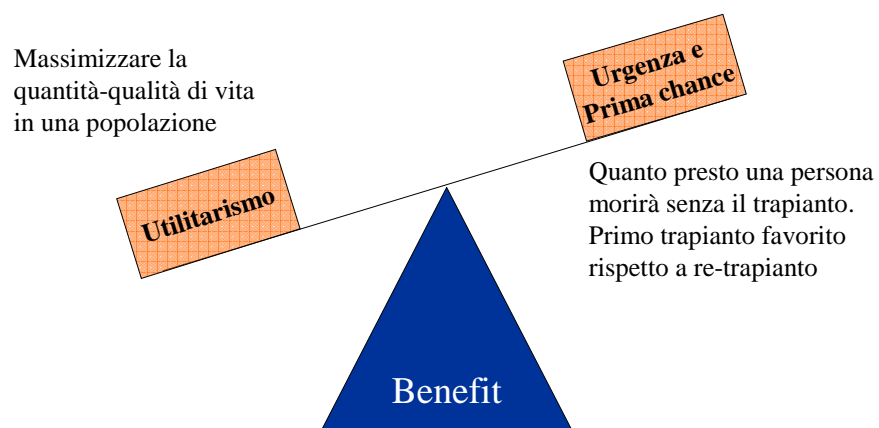 Massimizzare la
quantità-qualità di vita
in una popolazione
Utilitarismo
Urgenza e
Prima chance
Quanto presto una persona
morirà senza il trapianto.
Primo trapianto favorito
rispetto a re-trapianto
Benefit